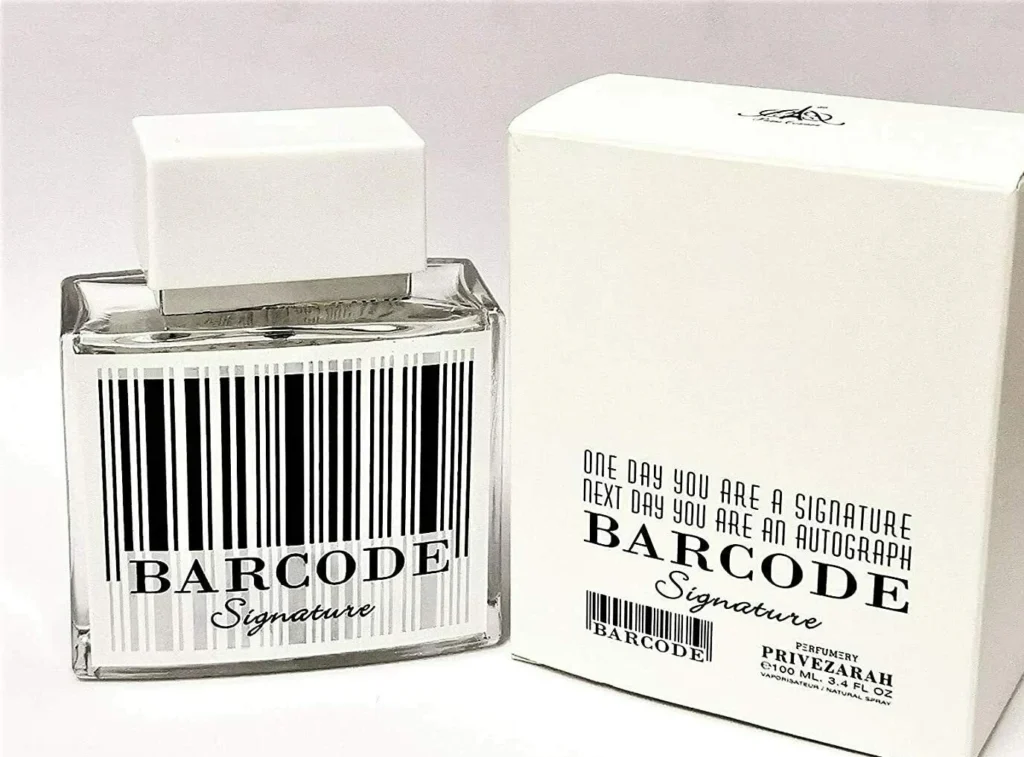 BARCODE
Signature
ONE DAY YOU ARE A SIGNATURE
NEXT DAY YOU ARE AN AUTOGRAPH
BARCODE
Signature
BARCODE
PERFUMERY
PRIVEZARAH
℮100 ML. 3.4 FL OZ
VAPORISATEUR / NATURAL SPRAY